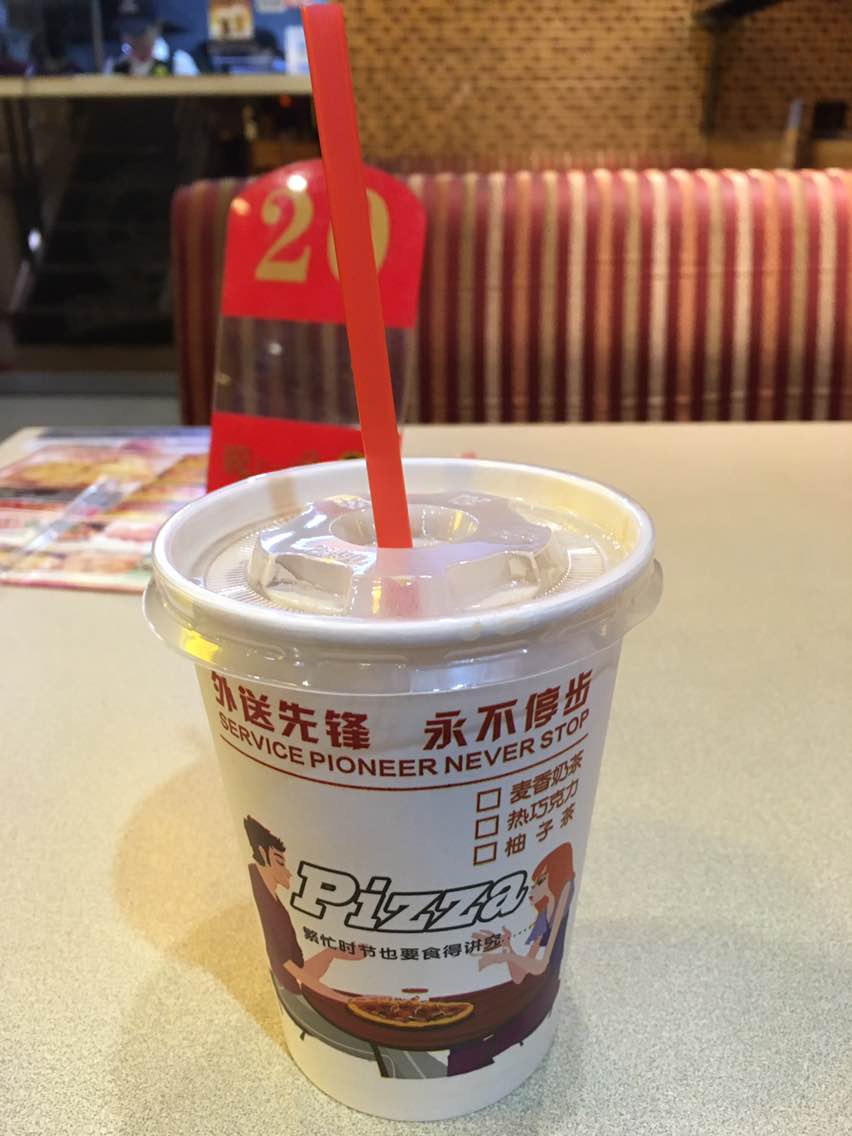 20
外送先锋 永不停步
SERVICE PIONEER NEVER STOP
麦香奶茶
热巧克力
柚子茶
Pizza
繁忙时节也要食得讲究